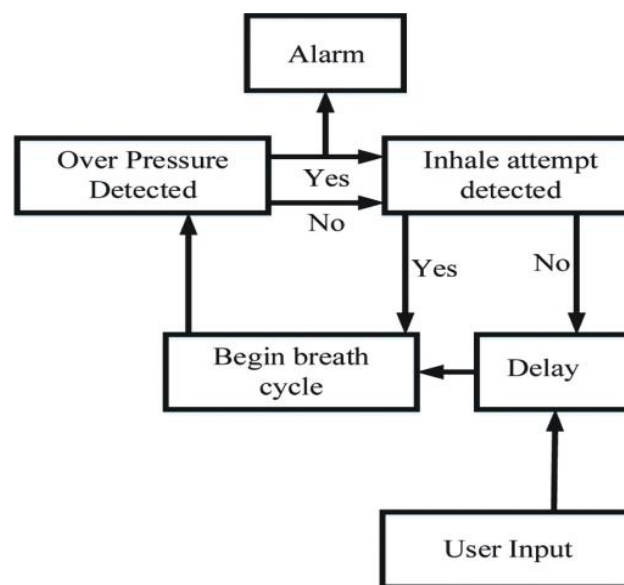 Alarm
Over Pressure
Detected
Yes
No
Inhale attempt
detected
Yes
No
Begin breath
cycle
Delay
User Input